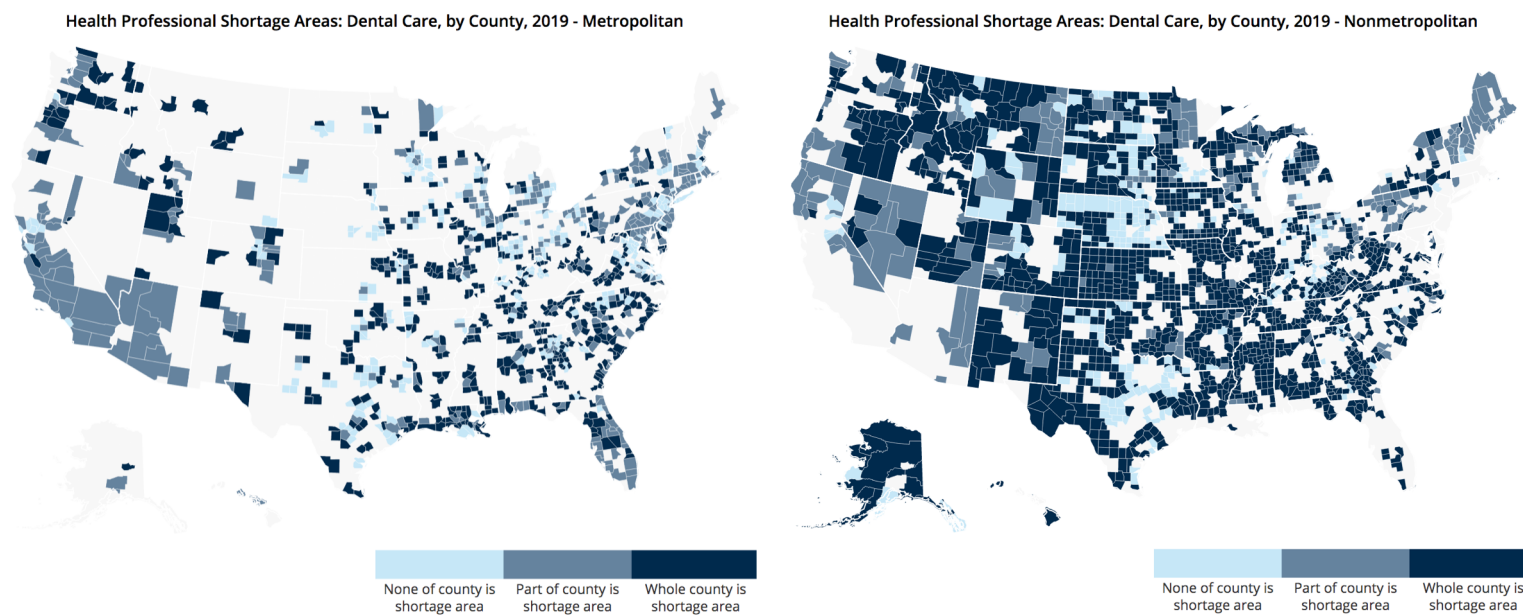 Health Professional Shortage Areas: Dental Care, by County, 2019 - Metropolitan
None of county is
shortage area
Part of county is
shortage area
Whole county is
shortage area
Health Professional Shortage Areas: Dental Care, by County, 2019 - Nonmetropolitan
None of county is
shortage area
Part of county is
shortage area
Whole county is
shortage area